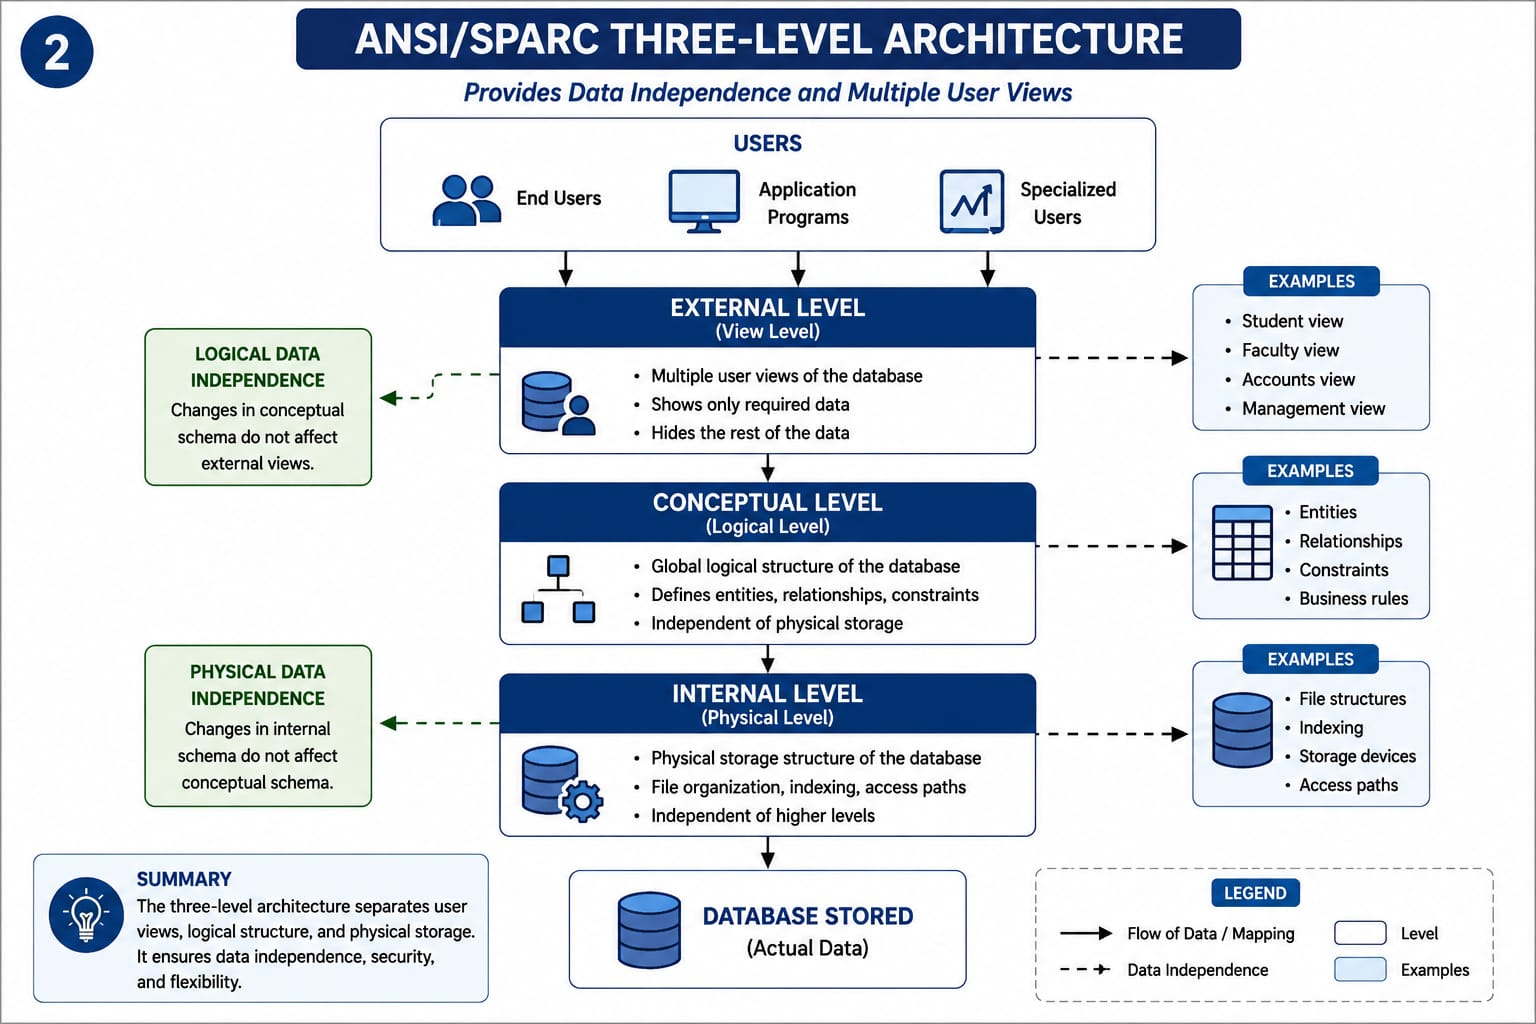 2
ANSI/SPARC THREE-LEVEL ARCHITECTURE
Provides Data Independence and Multiple User Views
USERS
End Users
Application
Programs
Specialized
Users
EXTERNAL LEVEL
(View Level)
• Multiple user views of the database
• Shows only required data
• Hides the rest of the data
EXAMPLES
• Student view
• Faculty view
• Accounts view
• Management view
LOGICAL DATA
INDEPENDENCE
Changes in conceptual
schema do not affect
external views.
CONCEPTUAL LEVEL
(Logical Level)
• Global logical structure of the database
• Defines entities, relationships, constraints
• Independent of physical storage
EXAMPLES
• Entities
• Relationships
• Constraints
• Business rules
PHYSICAL DATA
INDEPENDENCE
Changes in internal
schema do not affect
conceptual schema.
INTERNAL LEVEL
(Physical Level)
• Physical storage structure of the database
• File organization, indexing, access paths
• Independent of higher levels
EXAMPLES
• File structures
• Indexing
• Storage devices
• Access paths
SUMMARY
The three-level architecture separates user
views, logical structure, and physical storage.
It ensures data independence, security,
and flexibility.
DATABASE STORED
(Actual Data)
LEGEND
Flow of Data / Mapping
Level
Data Independence
Examples